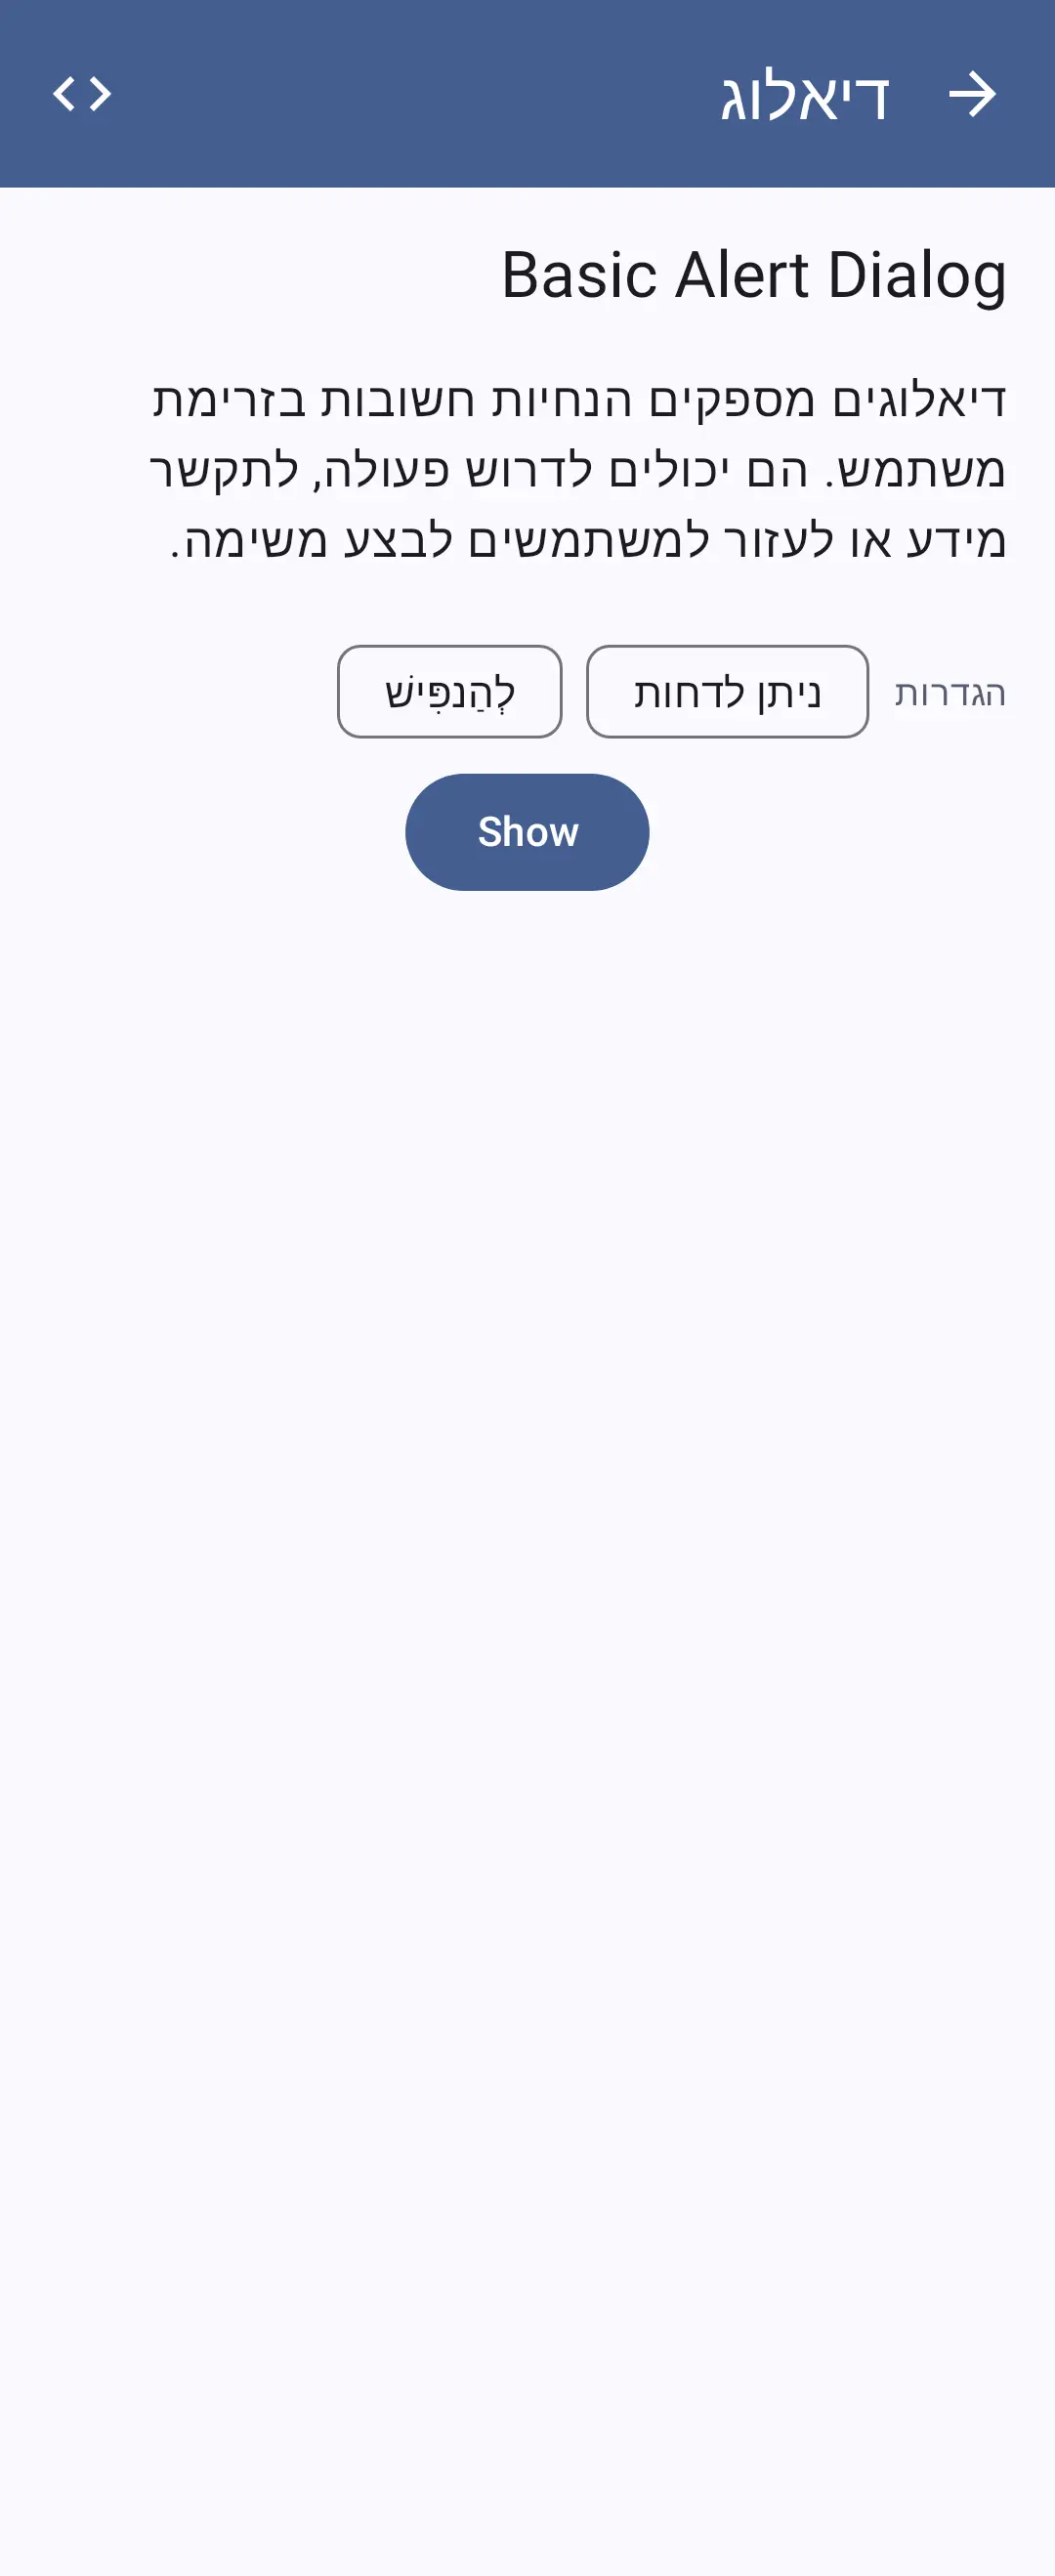 דיאלוג
Basic Alert Dialog
דיאלוגים מספקים הנחיות חשובות בזרימת
משתמש. הם יכולים לדרוש פעולה, לתקשר
מידע או לעזור למשתמשים לבצע משימה.
הגדרות
ניתן לדחות
לְהַנפִּישׁ
Show